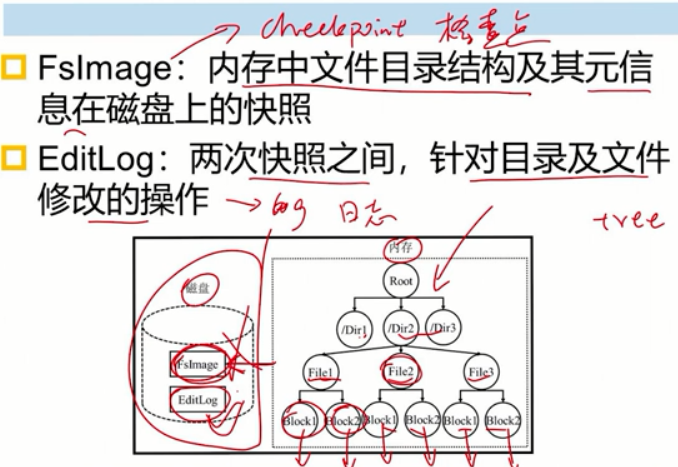 checkpoint 检查点
FsImage：内存中文件目录结构及其元信
息在磁盘上的快照
EditLog：两次快照之间，针对目录及文件
修改的操作
log 日志
tree
磁盘
内存
Root
/Dir1 /Dir2 /Dir3
FsImage
File1 File2 File3
EditLog
Block1 Block2 Block1 Block2 Block1 Block2